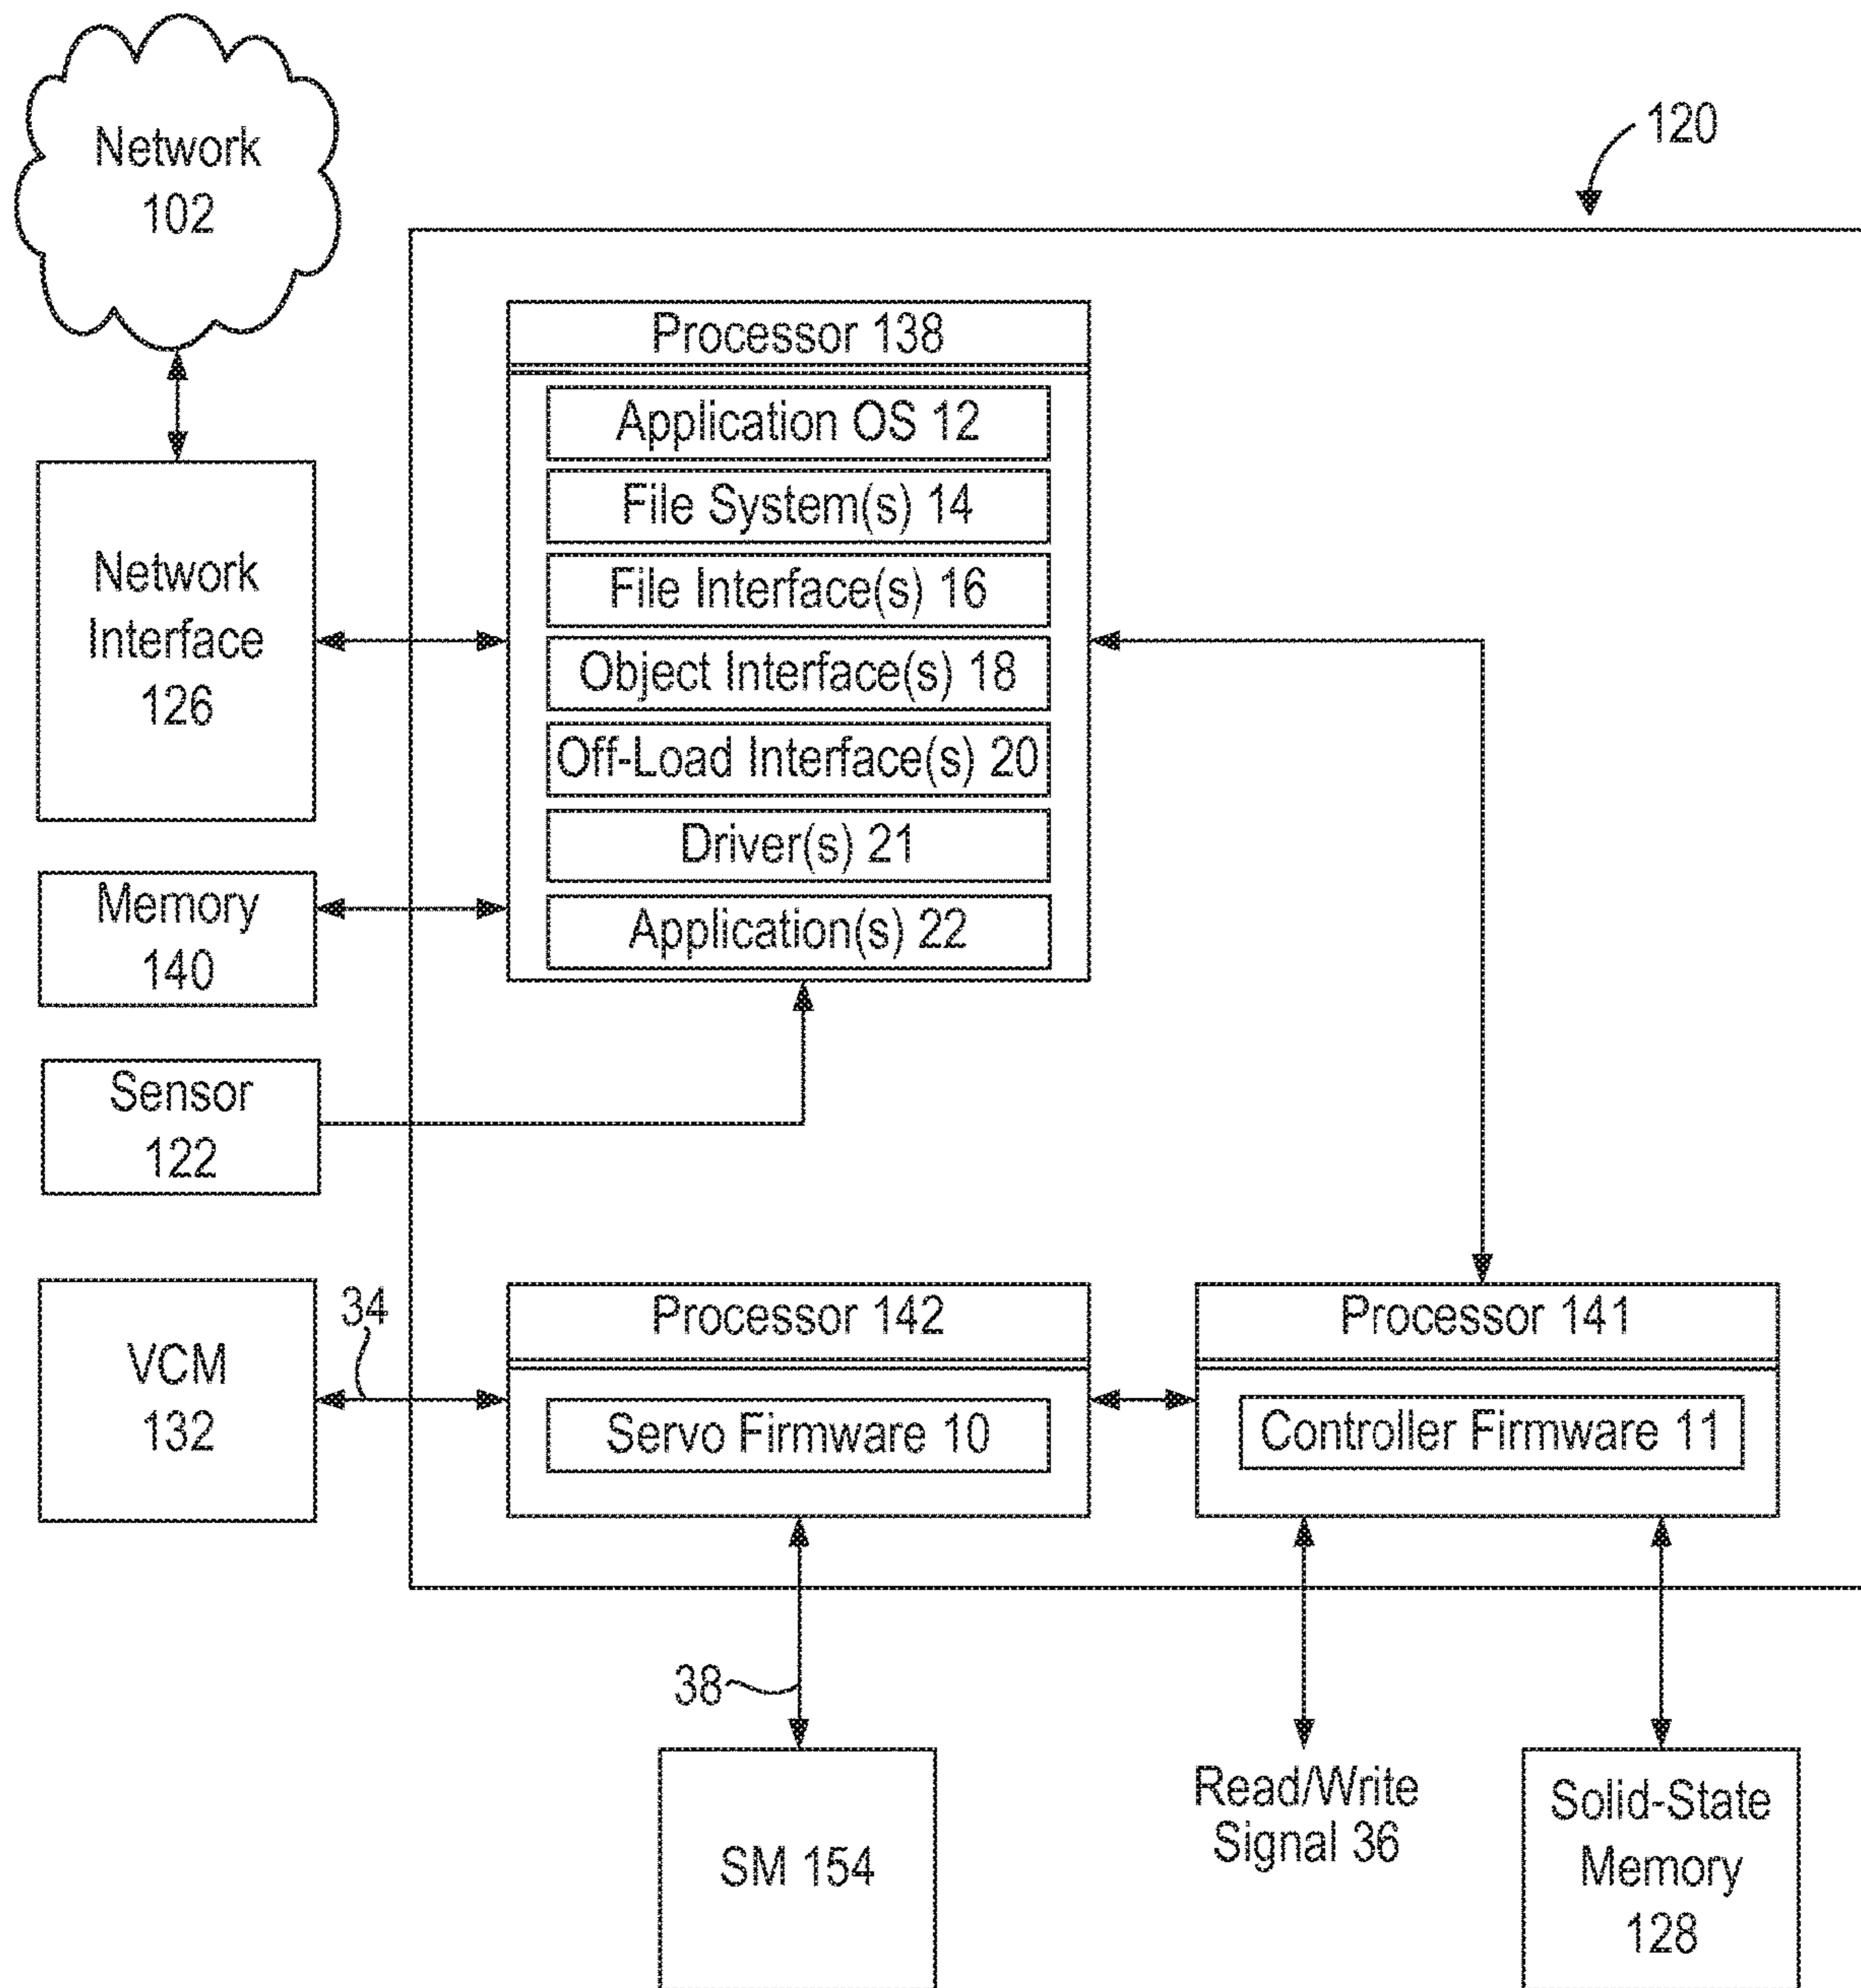 Network
102
120
Processor 138
Application OS 12
File System(s) 14
File Interface(s) 16
Object Interface(s) 18
Off-Load Interface(s) 20
Driver(s) 21
Application(s) 22
Network
Interface
126
Memory
140
Sensor
122
VCM
132
34
Processor 142
Servo Firmware 10
Processor 141
Controller Firmware 11
38
SM 154
Read/Write
Signal 36
Solid-State
Memory
128